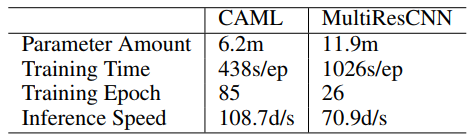 CAML MultiResCNN
Parameter Amount 6.2m 11.9m
Training Time 438s/ep 1026s/ep
Training Epoch 85 26
Inference Speed 108.7d/s 70.9d/s